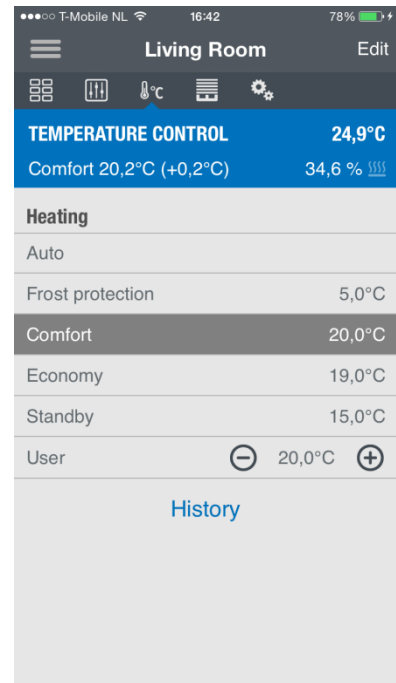 T-Mobile NL 16:42 78%
Living Room Edit
°C
TEMPERATURE CONTROL 24,9°C
Comfort 20,2°C (+0,2°C) 34,6 %
Heating
Auto
Frost protection 5,0°C
Comfort 20,0°C
Economy 19,0°C
Standby 15,0°C
User 20,0°C
History